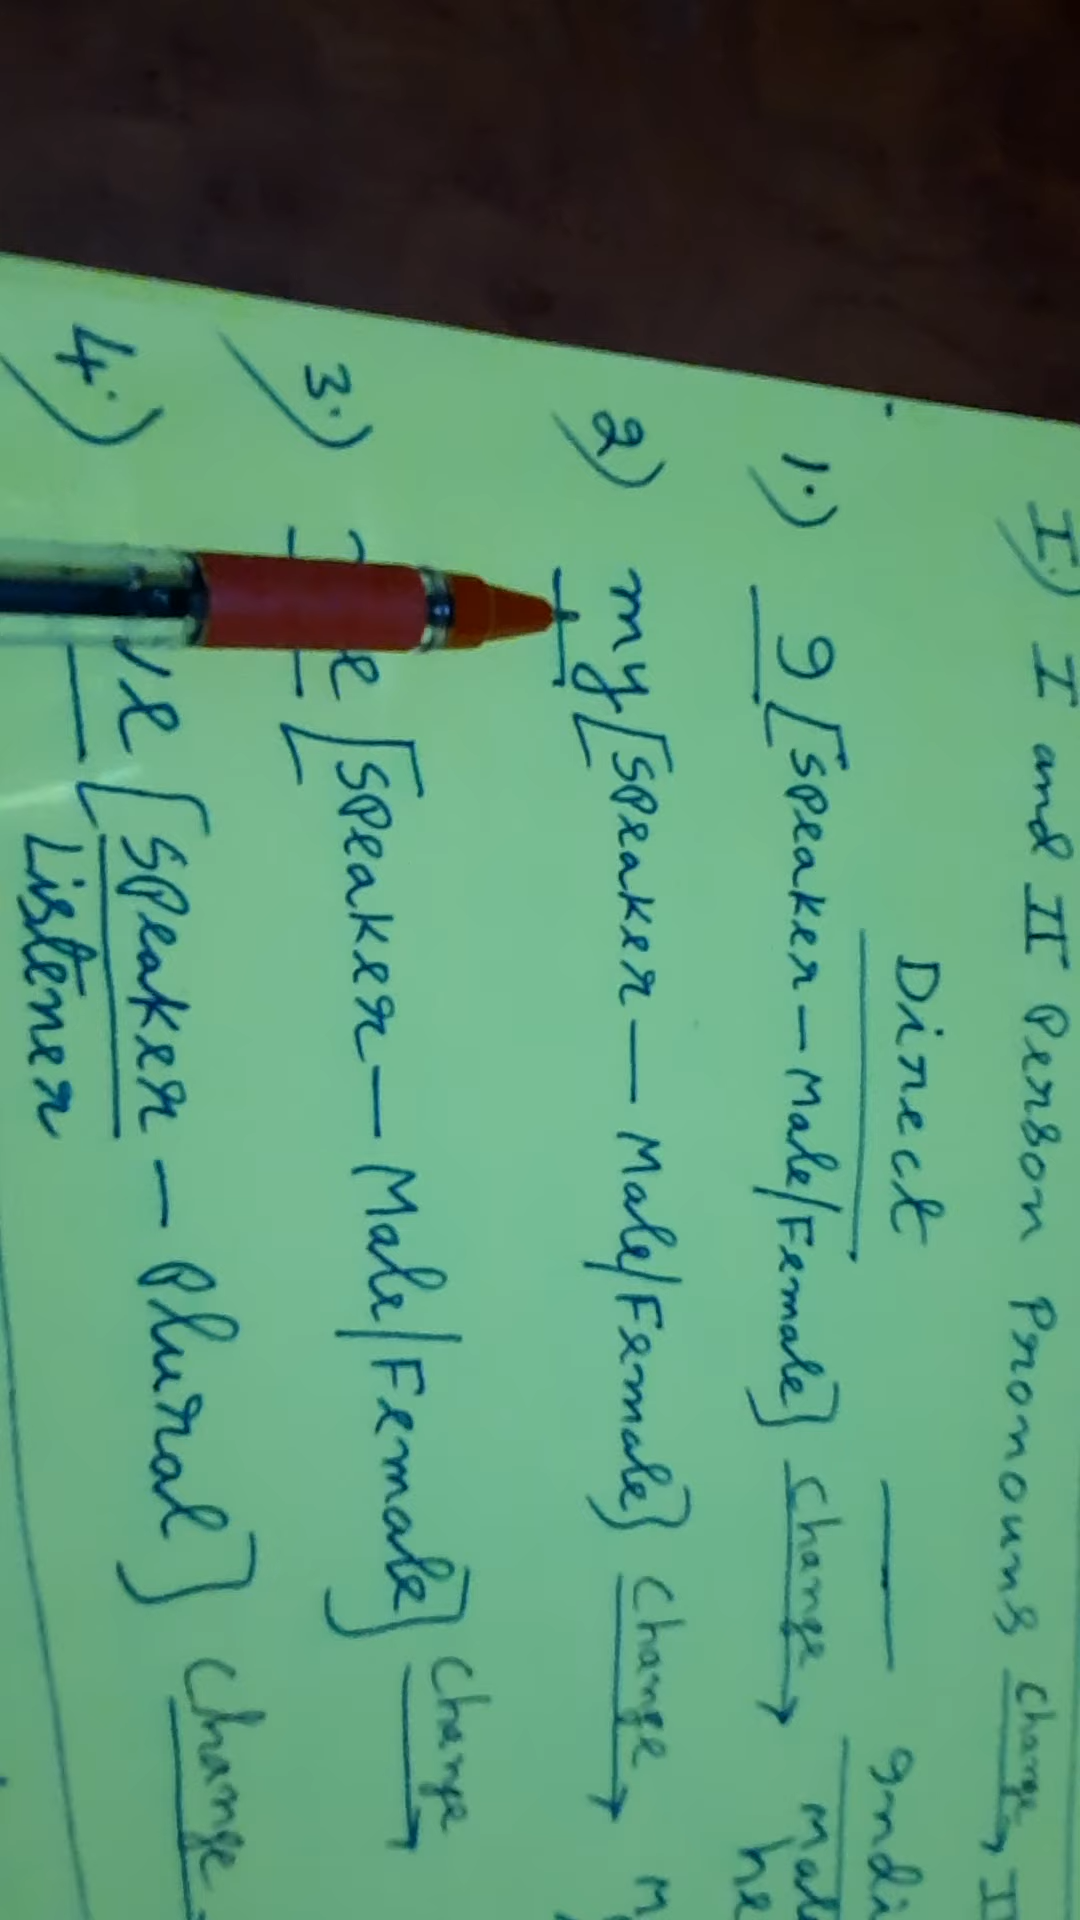 I.) I and II Person Pronouns change I
Direct — Indi
1.) I [Speaker - Male/Female] change Mal
he
2) my [Speaker - Male/Female] change M
3.) [Speaker - Male/Female] change
4.) [Speaker - Plural] change
Listener